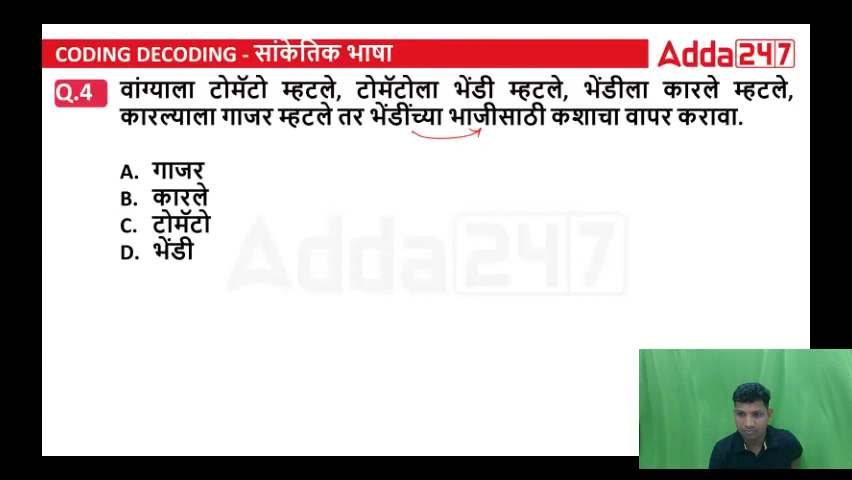 CODING DECODING - सांकेतिक भाषा
Adda247
Q.4 वांग्याला टोमॅटो म्हटले, टोमॅटोला भेंडी म्हटले, भेंडीला कारले म्हटले,
कारल्याला गाजर म्हटले तर भेंडींच्या भाजीसाठी कशाचा वापर करावा.
A. गाजर
B. कारले
C. टोमॅटो
D. भेंडी
Adda247